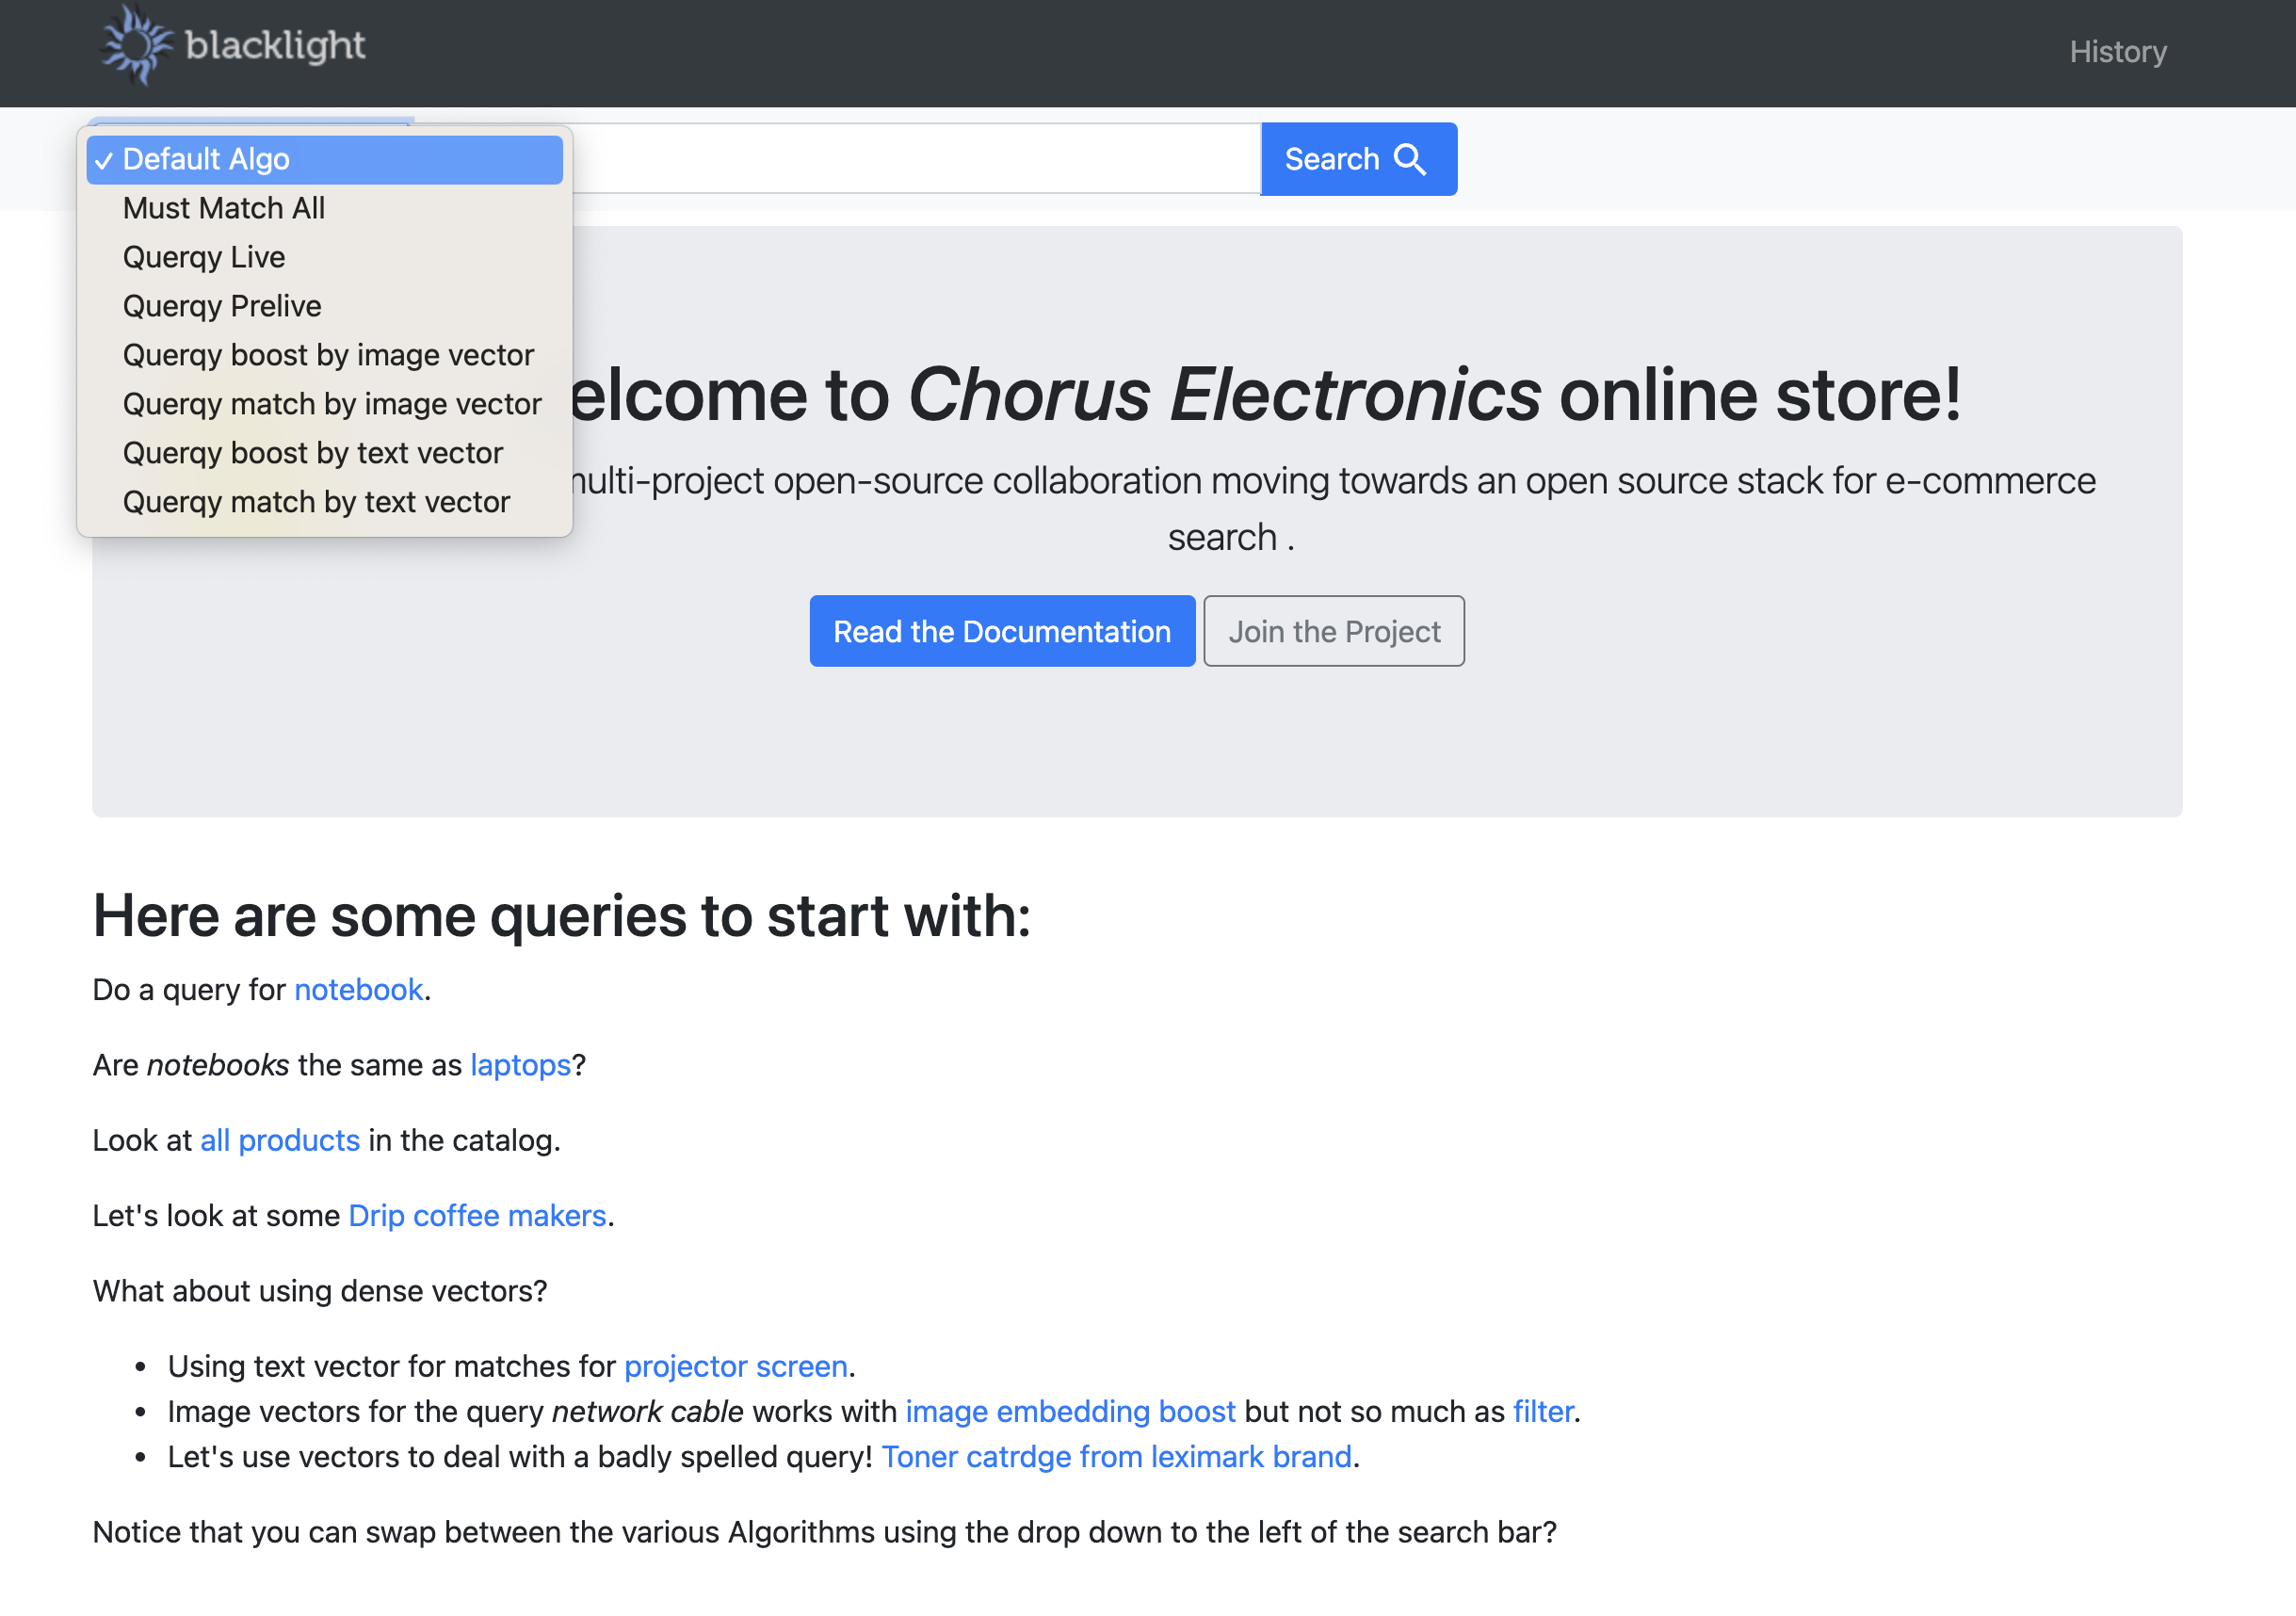 blacklight
History
Default Algo
Must Match All
Querqy Live
Querqy Prelive
Querqy boost by image vector
Querqy match by image vector
Querqy boost by text vector
Querqy match by text vector
Search
elcome to Chorus Electronics online store!
multi-project open-source collaboration moving towards an open source stack for e-commerce
search .
Read the Documentation
Join the Project
Here are some queries to start with:
Do a query for notebook.
Are notebooks the same as laptops?
Look at all products in the catalog.
Let's look at some Drip coffee makers.
What about using dense vectors?
• Using text vector for matches for projector screen.
• Image vectors for the query network cable works with image embedding boost but not so much as filter.
• Let's use vectors to deal with a badly spelled query! Toner catrdge from leximark brand.
Notice that you can swap between the various Algorithms using the drop down to the left of the search bar?